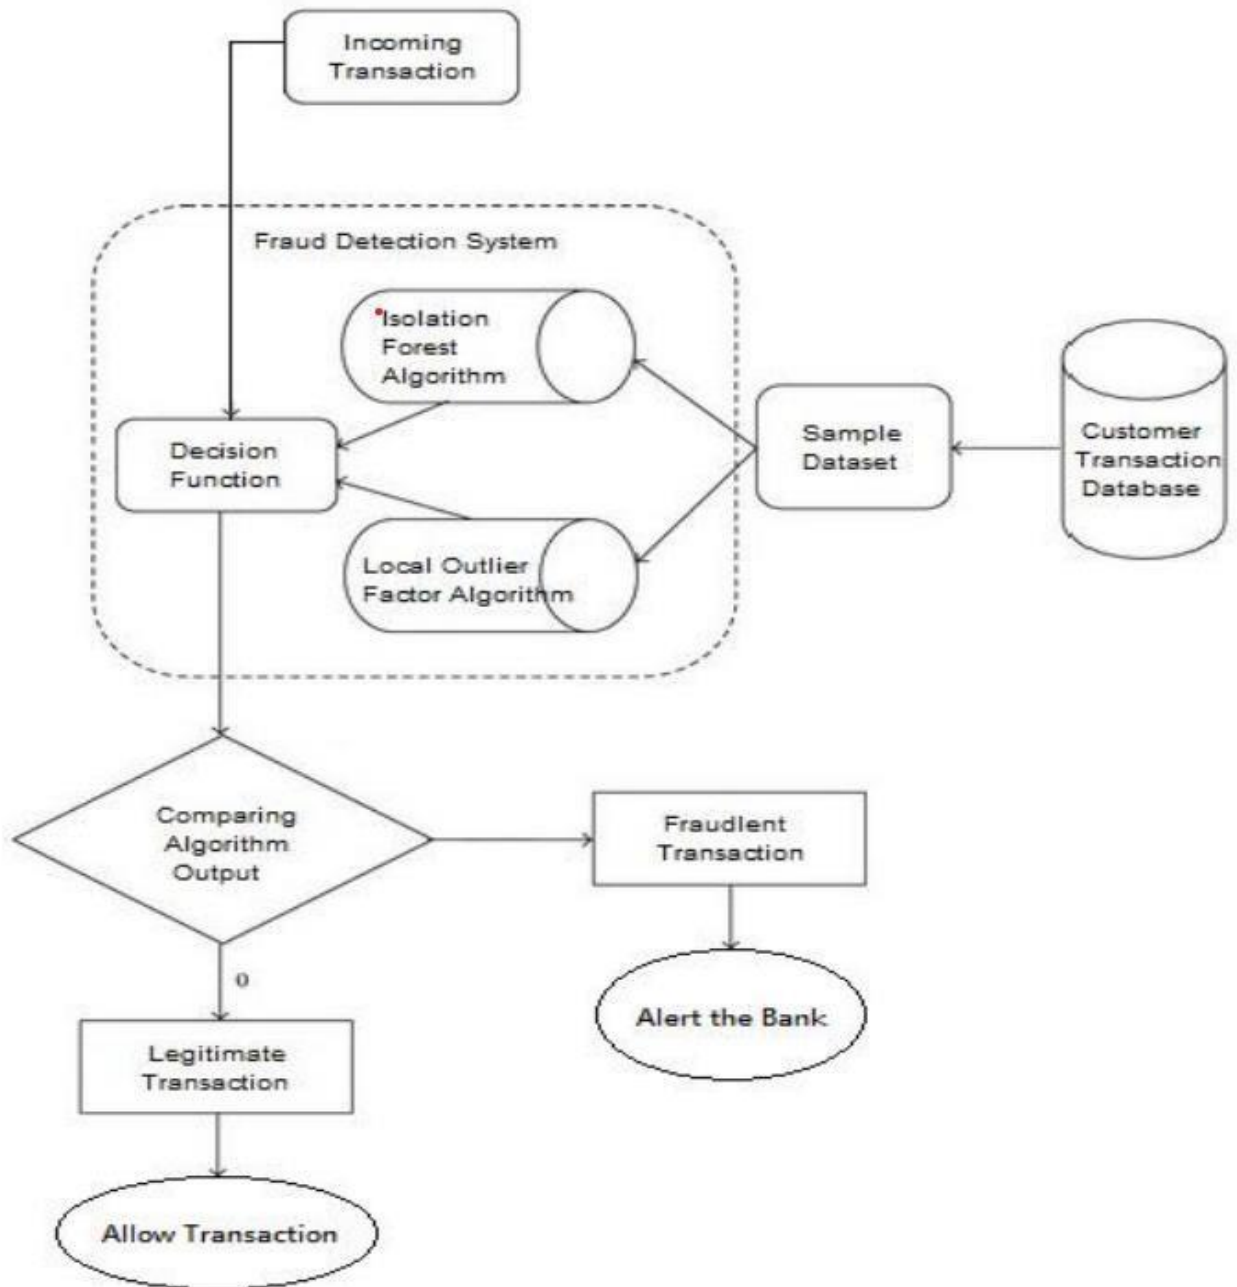 Incoming
Transaction
Fraud Detection System
Isolation
Forest
Algorithm
Decision
Function
Sample
Dataset
Customer
Transaction
Database
Local Outlier
Factor Algorithm
Comparing
Algorithm
Output
Fraudlent
Transaction
0
Alert the Bank
Legitimate
Transaction
Allow Transaction